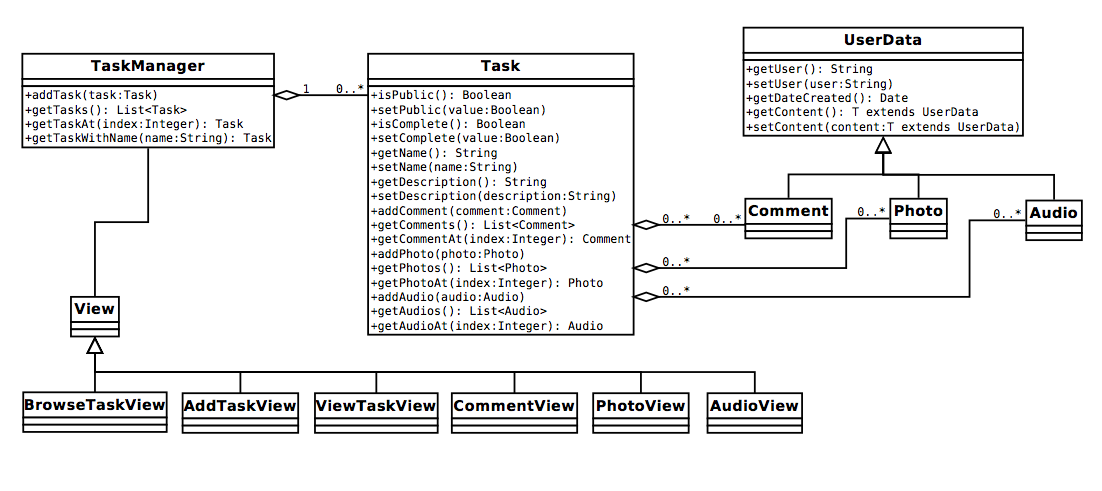 TaskManager
+addTask(task:Task)
+getTasks(): List<Task>
+getTaskAt(index:Integer): Task
+getTaskWithName(name:String): Task
1
0..*
Task
+isPublic(): Boolean
+setPublic(value:Boolean)
+isComplete(): Boolean
+setComplete(value:Boolean)
+getName(): String
+setName(name:String)
+getDescription(): String
+setDescription(description:String)
+addComment(comment:Comment)
+getComments(): List<Comment>
+getCommentAt(index:Integer): Comment
+addPhoto(photo:Photo)
+getPhotos(): List<Photo>
+getPhotoAt(index:Integer): Photo
+addAudio(audio:Audio)
+getAudios(): List<Audio>
+getAudioAt(index:Integer): Audio
UserData
+getUser(): String
+setUser(user:String)
+getDateCreated(): Date
+getContent(): T extends UserData
+setContent(content:T extends UserData)
0..*
0..*
Comment
0..*
0..*
Photo
0..*
0..*
Audio
View
BrowseTaskView
AddTaskView
ViewTaskView
CommentView
PhotoView
AudioView